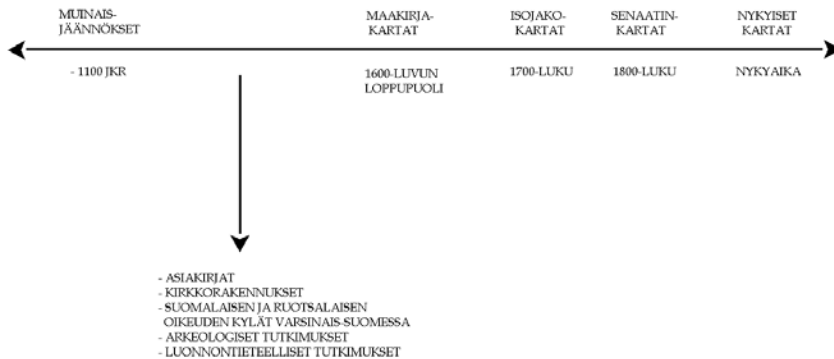 MUINAIS-
JÄÄNNÖKSET
MAAKIRJA-
KARTAT
ISOJAKO-
KARTAT
SENAATIN-
KARTAT
NYKYISET
KARTAT
- 1100 JKR
1600-LUVUN
LOPPUPUOLI
1700-LUKU
1800-LUKU
NYKYAIKA
- ASIAKIRJAT
- KIRKKORAKENNUKSET
- SUOMALAISEN JA RUOTSALAISEN
OIKEUDEN KYLÄT VARSINAIS-SUOMESSA
- ARKEOLOGISET TUTKIMUKSET
- LUONNONTIETEELLISET TUTKIMUKSET